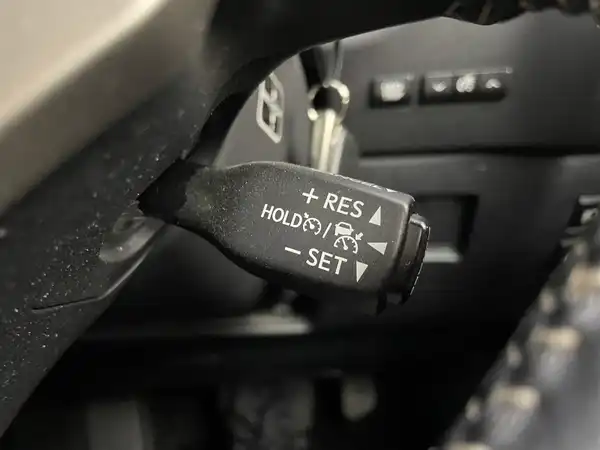 + RES
HOLD /
− SET